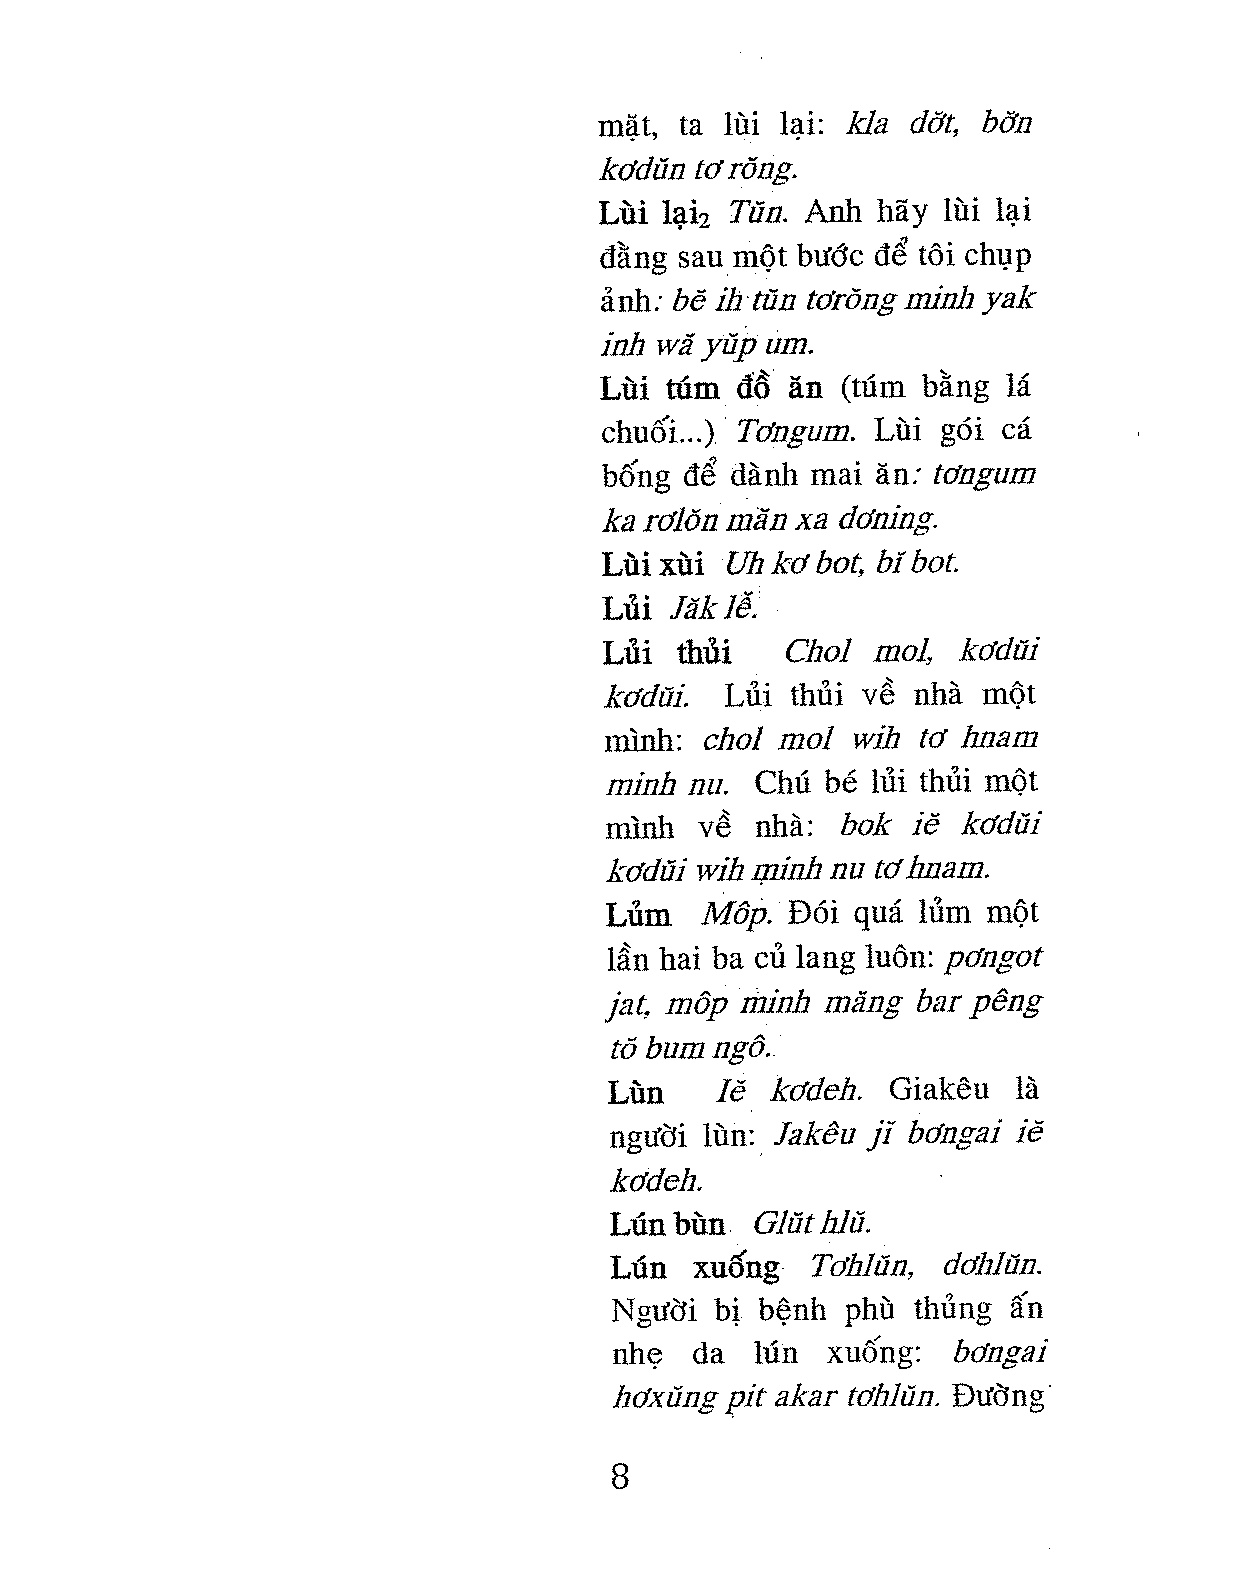 mặt, ta lùi lại: kla dơ̆t, bơ̆n
kơdŭn tơ rŏng.
Lùi lại₂ Tŭn. Anh hãy lùi lại
đằng sau một bước để tôi chụp
ảnh: bĕ ih tŭn tơrŏng minh yak
inh wă yŭp um.
Lùi túm đồ ăn (túm bằng lá
chuối...) Tơngum. Lùi gói cá
bống để dành mai ăn: tơngum
ka rơlŏn măn xa dơning.
Lùi xùi Uh kơ bot, bĭ bot.
Lủi Jăk lê̆.
Lủi thủi Chol mol, kơdŭi
kơdŭi. Lủi thủi về nhà một
mình: chol mol wih tơ hnam
minh nu. Chú bé lủi thủi một
mình về nhà: bok iĕ kơdŭi
kơdŭi wih minh nu tơ hnam.
Lủm Môp. Đói quá lủm một
lần hai ba củ lang luôn: pơngot
jat, môp minh măng bar pêng
tŏ bum ngô.
Lùn Iĕ kơdeh. Giakêu là
người lùn: Jakêu jĭ bơngai iĕ
kơdeh.
Lún bùn Glŭt hlŭ.
Lún xuống Tơhlŭn, dơhlŭn.
Người bị bệnh phù thủng ấn
nhẹ da lún xuống: bơngai
hơxŭng pit akar tơhlŭn. Đường
8